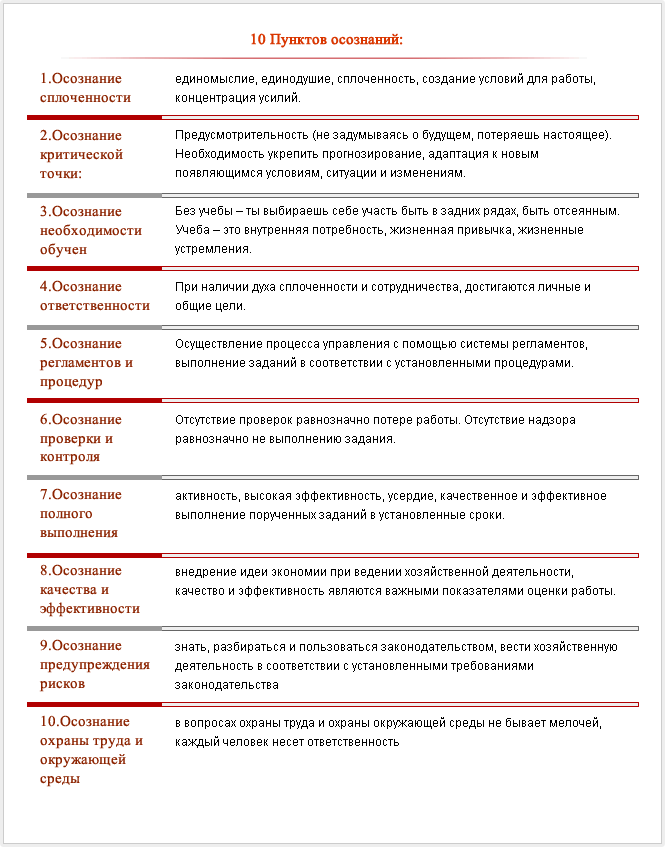 10 Пунктов осознаний:
1.Осознание
сплоченности
единомыслие, единодушие, сплоченность, создание условий для работы,
концентрация усилий.
2.Осознание
критической
точки:
Предусмотрительность (не задумываясь о будущем, потеряешь настоящее).
Необходимость укрепить прогнозирование, адаптация к новым
появляющимся условиям, ситуации и изменениям.
3.Осознание
необходимости
обучен
Без учебы – ты выбираешь себе участь быть в задних рядах, быть отсеянным.
Учеба – это внутренняя потребность, жизненная привычка, жизненные
устремления.
4.Осознание
ответственности
При наличии духа сплоченности и сотрудничества, достигаются личные и
общие цели.
5.Осознание
регламентов и
процедур
Осуществление процесса управления с помощью системы регламентов,
выполнение заданий в соответствии с установленными процедурами.
6.Осознание
проверки и
контроля
Отсутствие проверок равнозначно потере работы. Отсутствие надзора
равнозначно не выполнению задания.
7.Осознание
полного
выполнения
активность, высокая эффективность, усердие, качественное и эффективное
выполнение порученных заданий в установленные сроки.
8.Осознание
качества и
эффективности
внедрение идеи экономии при ведении хозяйственной деятельности,
качество и эффективность являются важными показателями оценки работы.
9.Осознание
предупреждения
рисков
знать, разбираться и пользоваться законодательством, вести хозяйственную
деятельность в соответствии с установленными требованиями
законодательства
10.Осознание
охраны труда и
окружающей
среды
в вопросах охраны труда и охраны окружающей среды не бывает мелочей,
каждый человек несет ответственность